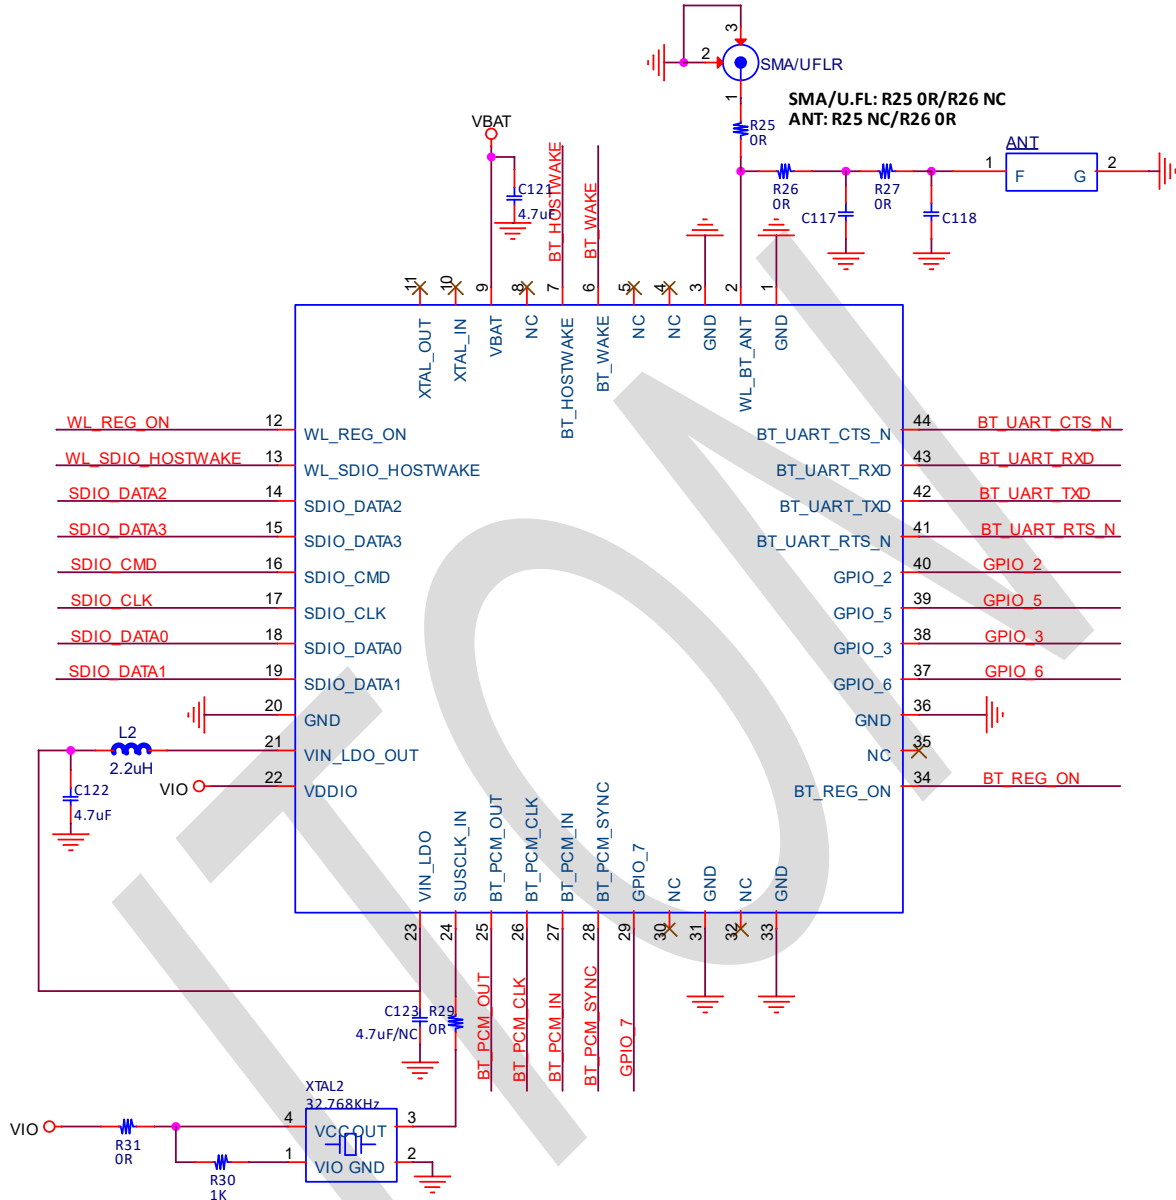 3
2
SMA/UFLR
1
SMA/U.FL: R25 0R/R26 NC
ANT: R25 NC/R26 0R
R25
0R
VBAT
C121
4.7uF
BT_HOSTWAKE
BT_WAKE
R26
0R
C117
R27
0R
C118
ANT
1
F
G
2
11
10
9
8
7
6
5
4
3
2
1
XTAL_OUT
XTAL_IN
VBAT
NC
BT_HOSTWAKE
BT_WAKE
NC
NC
GND
WL_BT_ANT
GND
WL_REG_ON 12 WL_REG_ON
WL_SDIO_HOSTWAKE 13 WL_SDIO_HOSTWAKE
SDIO_DATA2 14 SDIO_DATA2
SDIO_DATA3 15 SDIO_DATA3
SDIO_CMD 16 SDIO_CMD
SDIO_CLK 17 SDIO_CLK
SDIO_DATA0 18 SDIO_DATA0
SDIO_DATA1 19 SDIO_DATA1
20 GND
21 VIN_LDO_OUT
22 VDDIO
L2
2.2uH
C122
4.7uF
VIO
BT_UART_CTS_N 44 BT_UART_CTS_N
BT_UART_RXD 43 BT_UART_RXD
BT_UART_TXD 42 BT_UART_TXD
BT_UART_RTS_N 41 BT_UART_RTS_N
GPIO_2 40 GPIO_2
GPIO_5 39 GPIO_5
GPIO_3 38 GPIO_3
GPIO_6 37 GPIO_6
GND 36
NC 35
BT_REG_ON 34 BT_REG_ON
VIN_LDO
SUSCLK_IN
BT_PCM_OUT
BT_PCM_CLK
BT_PCM_IN
BT_PCM_SYNC
GPIO_7
NC
GND
NC
GND
23
24
25
26
27
28
29
30
31
32
33
C123
4.7uF/NC
R29
0R
BT_PCM_OUT
BT_PCM_CLK
BT_PCM_IN
BT_PCM_SYNC
GPIO_7
XTAL2
32.768KHz
VIO
R31
0R
R30
1K
4 VCC OUT 3
1 VIO GND 2
ITON